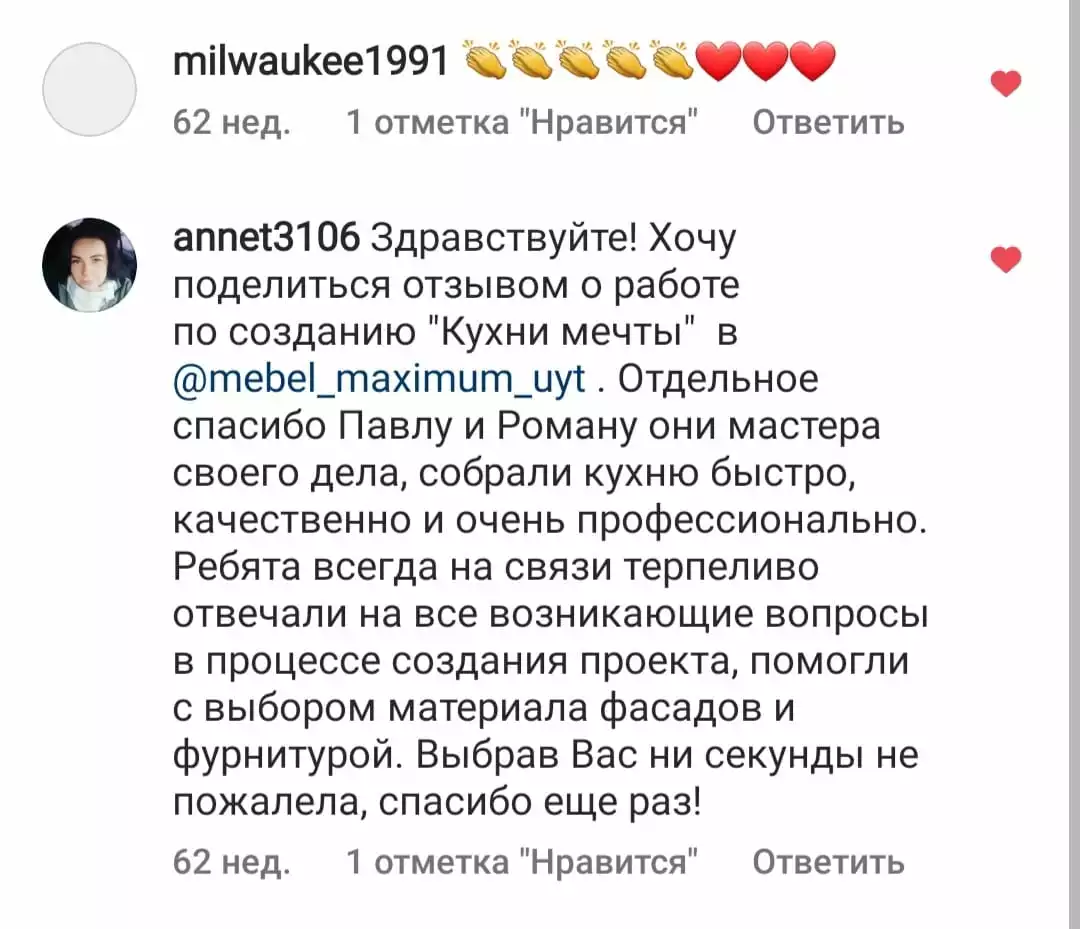 milwaukee1991 👏👏👏👏👏❤️❤️❤️
62 нед. 1 отметка "Нравится" Ответить
annet3106 Здравствуйте! Хочу
поделиться отзывом о работе
по созданию "Кухни мечты" в
@mebel_maximum_uyt . Отдельное
спасибо Павлу и Роману они мастера
своего дела, собрали кухню быстро,
качественно и очень профессионально.
Ребята всегда на связи терпеливо
отвечали на все возникающие вопросы
в процессе создания проекта, помогли
с выбором материала фасадов и
фурнитурой. Выбрав Вас ни секунды не
пожалела, спасибо еще раз!
62 нед. 1 отметка "Нравится" Ответить